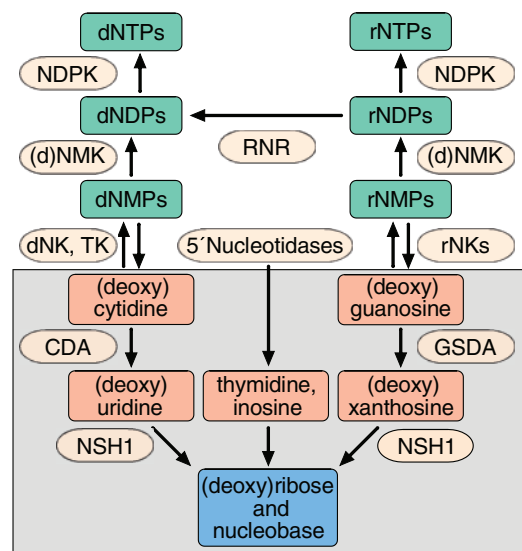 dNTPs
rNTPs
NDPK
NDPK
dNDPs
rNDPs
(d)NMK
RNR
(d)NMK
dNMPs
rNMPs
dNK, TK
5´Nucleotidases
rNKs
(deoxy)
cytidine
(deoxy)
guanosine
CDA
GSDA
(deoxy)
uridine
thymidine,
inosine
(deoxy)
xanthosine
NSH1
NSH1
(deoxy)ribose
and
nucleobase